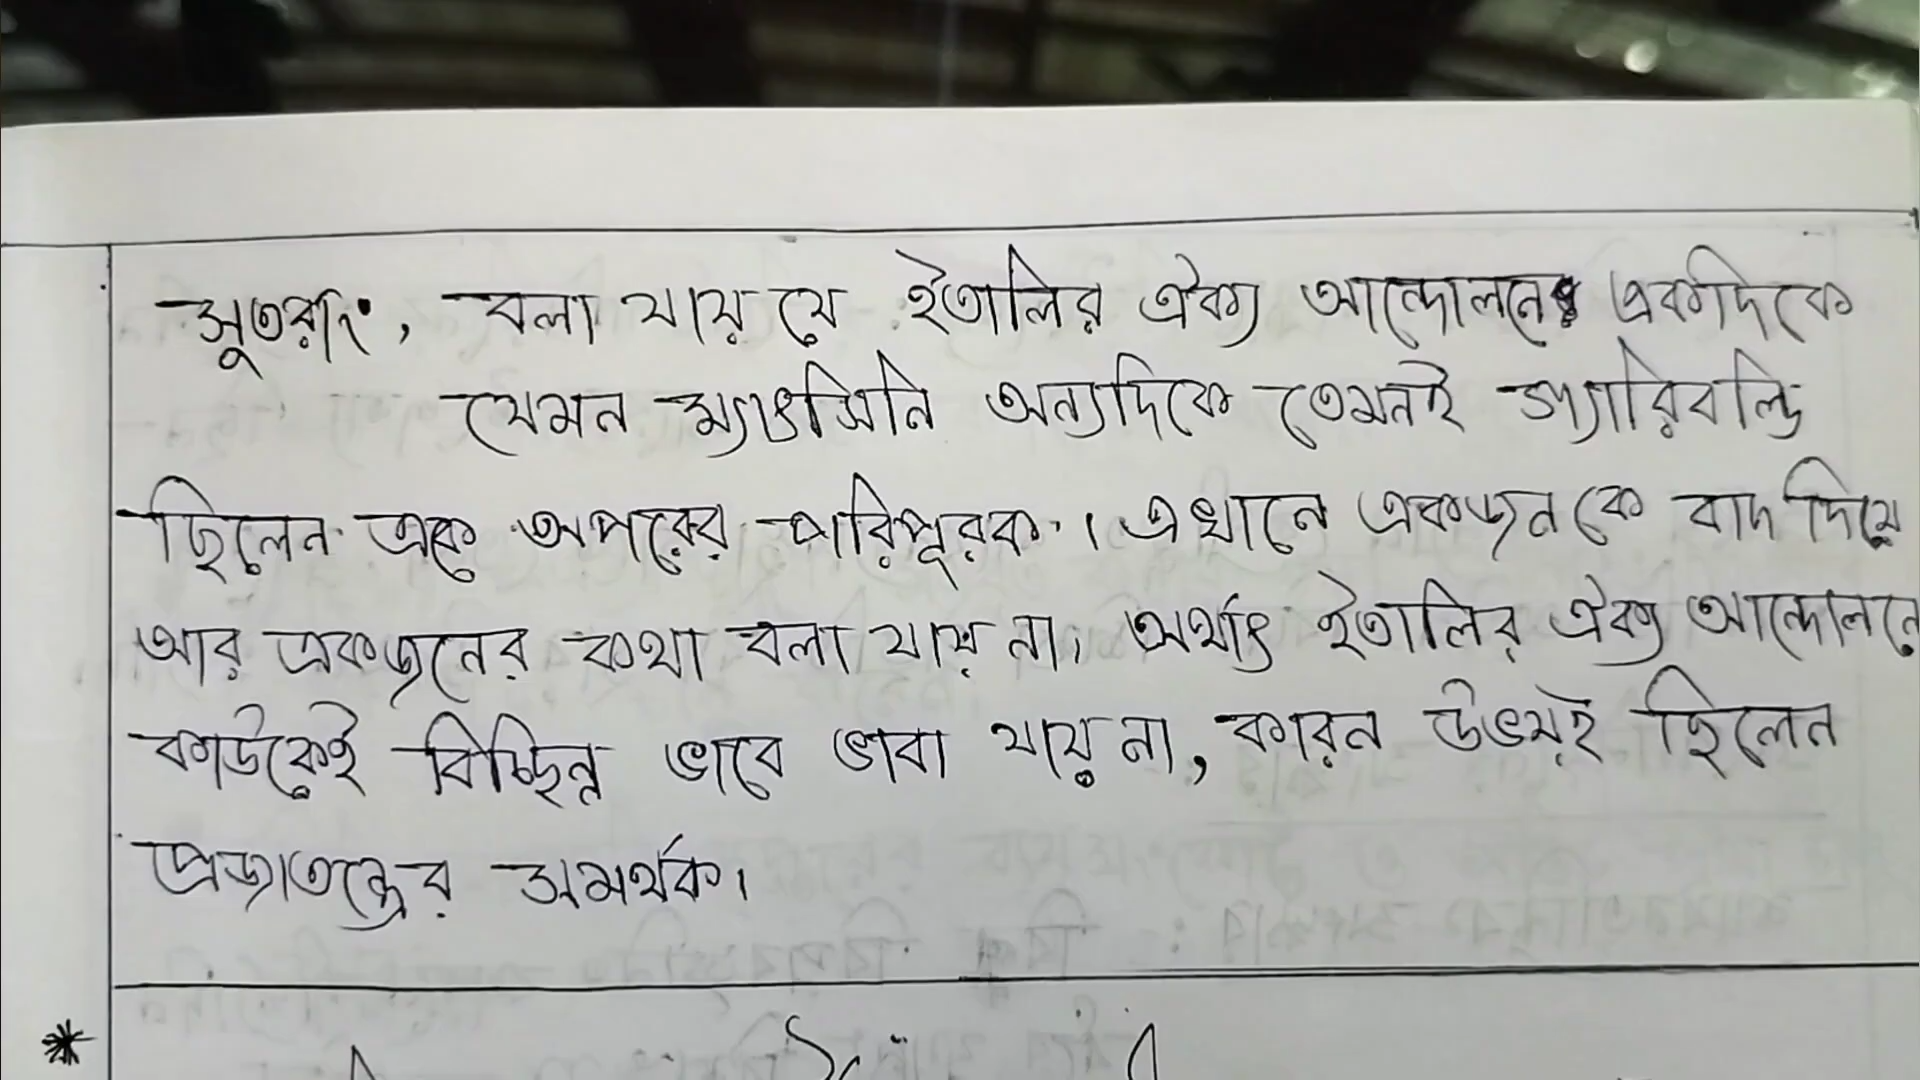 সুতরাং, বলা যায় যে ইতালির ঐক্য আন্দোলনের একদিকে
যেমন ম্যাৎসিনি অন্যদিকে তেমনই গ্যারিবল্ডি
ছিলেন একে অপরের পরিপূরক। এখানে একজনকে বাদ দিয়ে
আর একজনের কথা বলা যায় না। অর্থাৎ ইতালির ঐক্য আন্দোলনে
কাউকেই বিচ্ছিন্ন ভাবে ভাবা যায় না, কারন উভয়ই ছিলেন
প্রজাতন্ত্রের সমর্থক।